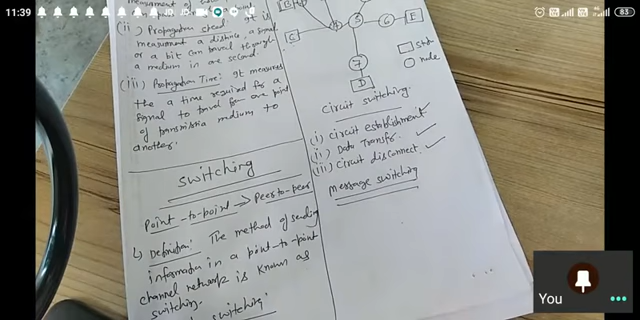 11:39
83
(ii) Propagation speed: It is
measurement a distance, a signal
or a bit can travel through
a medium in one second
(iii) Propagation Time: It measures
the a time required for a
signal to travel from one point
of transmission medium to
another.
Switching
Point-to-point → Peer-to-peer
Definition: The method of sending
information in a point-to-point
channel network is known as
switching.
switching:
B
C
4
3
6
E
7
D
stn
node
Circuit switching
(i) Circuit establishment ✓
(ii) Data Transfer. ✓
(iii) Circuit disconnect. ✓
Message switching
You